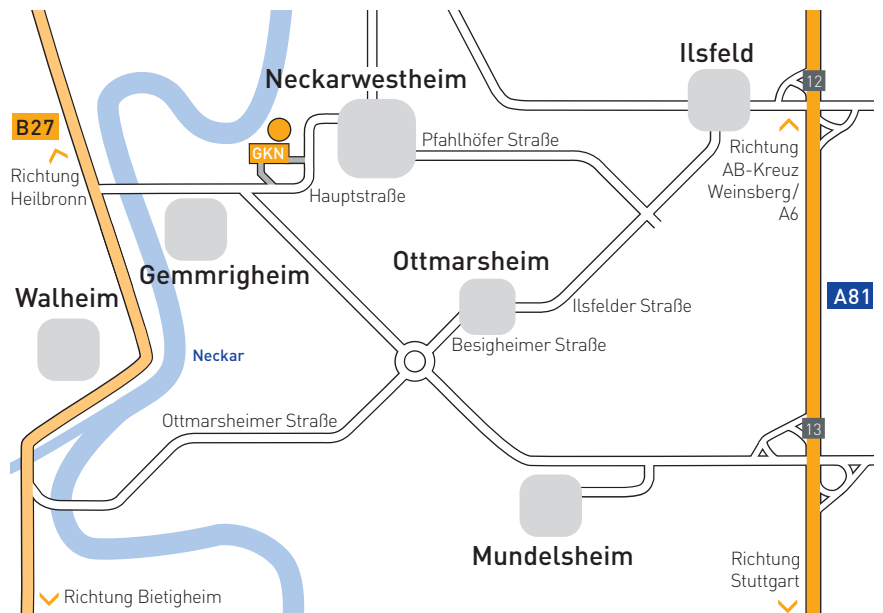 Ilsfeld
Neckarwestheim
12
B27
GKN
Pfahlhöfer Straße
Richtung
AB-Kreuz
Weinsberg/
A6
Richtung
Heilbronn
Hauptstraße
Gemmrigheim
Ottmarsheim
Walheim
A81
Ilsfelder Straße
Besigheimer Straße
Neckar
Ottmarsheimer Straße
13
Mundelsheim
Richtung
Stuttgart
Richtung Bietigheim